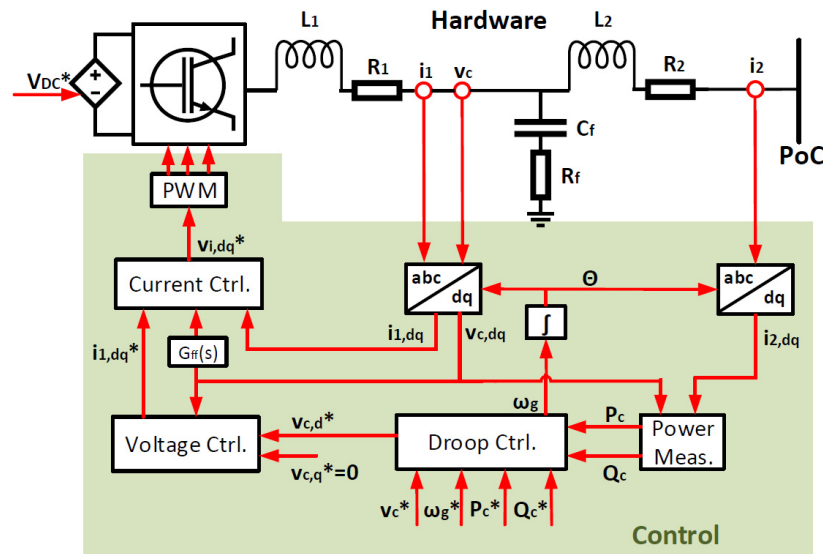 Hardware
L1
L2
VDC*
R1
i1
vc
R2
i2
Cf
Rf
PoC
PWM
vi,dq*
Current Ctrl.
abc
dq
Θ
abc
dq
∫
i1,dq*
Gff(s)
i1,dq
vc,dq
i2,dq
ωg
Voltage Ctrl.
vc,d*
vc,q*=0
Droop Ctrl.
Pc
Qc
Power
Meas.
vc*
ωg*
Pc*
Qc*
Control